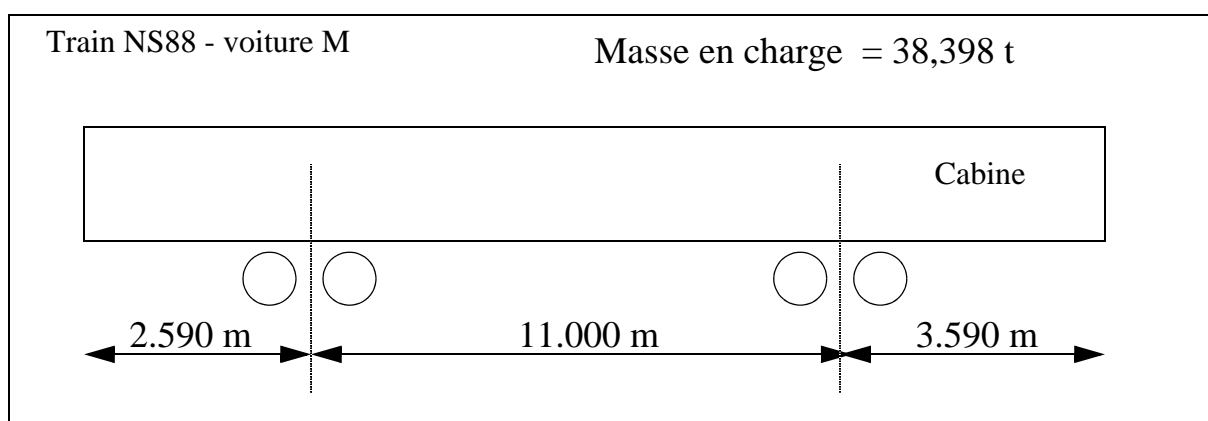 Train NS88 - voiture M
Masse en charge = 38,398 t
Cabine
2.590 m
11.000 m
3.590 m